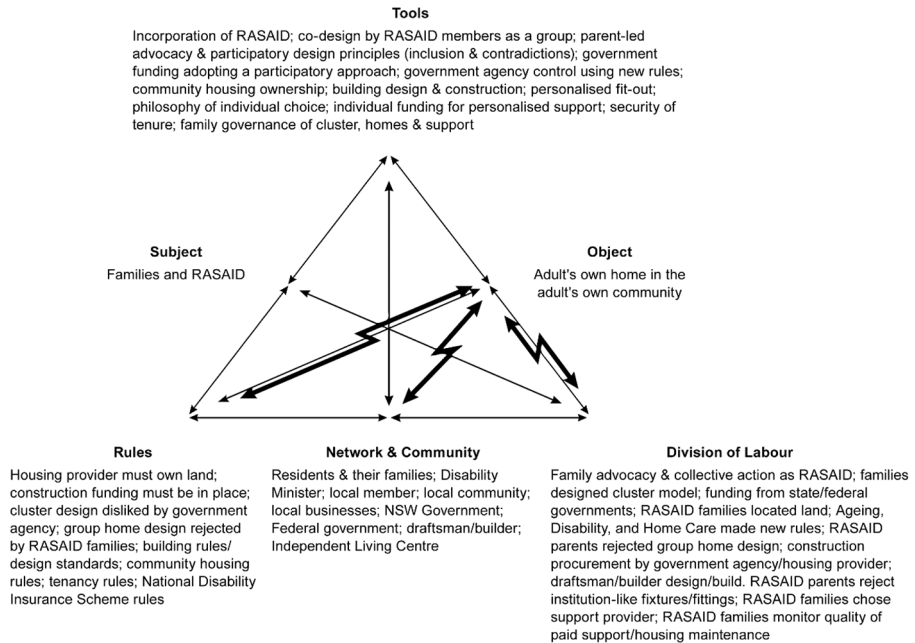 Tools
Incorporation of RASAID; co-design by RASAID members as a group; parent-led
advocacy & participatory design principles (inclusion & contradictions); government
funding adopting a participatory approach; government agency control using new rules;
community housing ownership; building design & construction; personalised fit-out;
philosophy of individual choice; individual funding for personalised support; security of
tenure; family governance of cluster, homes & support
Subject
Families and RASAID
Object
Adult's own home in the
adult's own community
Rules
Housing provider must own land;
construction funding must be in place;
cluster design disliked by government
agency; group home design rejected
by RASAID families; building rules/
design standards; community housing
rules; tenancy rules; National Disability
Insurance Scheme rules
Network & Community
Residents & their families; Disability
Minister; local member; local community;
local businesses; NSW Government;
Federal government; draftsman/builder;
Independent Living Centre
Division of Labour
Family advocacy & collective action as RASAID; families
designed cluster model; funding from state/federal
governments; RASAID families located land; Ageing,
Disability, and Home Care made new rules; RASAID
parents rejected group home design; construction
procurement by government agency/housing provider;
draftsman/builder design/build. RASAID parents reject
institution-like fixtures/fittings; RASAID families chose
support provider; RASAID families monitor quality of
paid support/housing maintenance